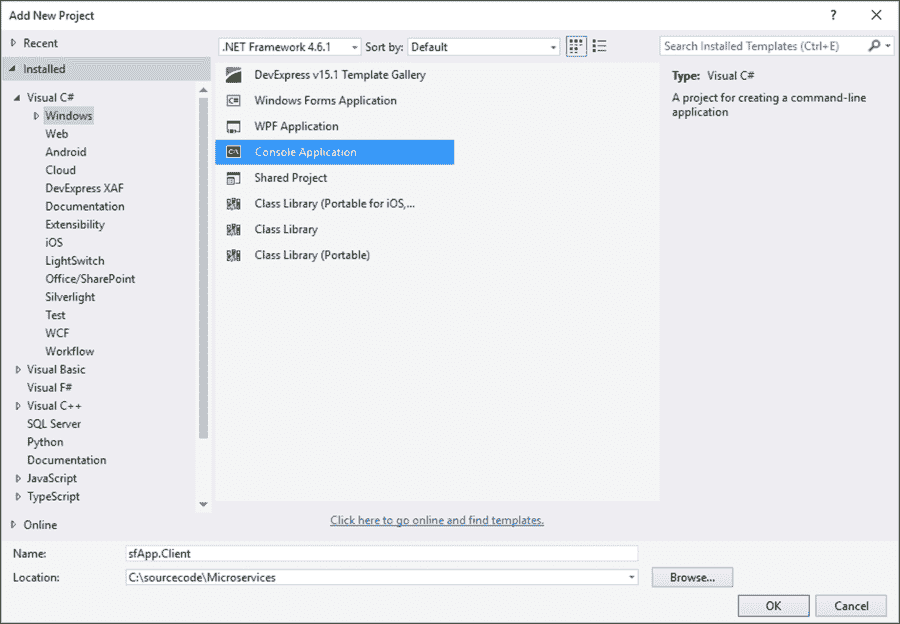 Add New Project
?
Recent
.NET Framework 4.6.1
Sort by: Default
Search Installed Templates (Ctrl+E)
Installed
Visual C#
Windows
Web
Android
Cloud
DevExpress XAF
Documentation
Extensibility
iOS
LightSwitch
Office/SharePoint
Silverlight
Test
WCF
Workflow
Visual Basic
Visual F#
Visual C++
SQL Server
Python
Documentation
JavaScript
TypeScript
Online
DevExpress v15.1 Template Gallery
Windows Forms Application
WPF Application
Console Application
Shared Project
Class Library (Portable for iOS,...
Class Library
Class Library (Portable)
Type: Visual C#
A project for creating a command-line
application
Click here to go online and find templates.
Name: sfApp.Client
Location: C:\sourcecode\Microservices
Browse...
OK
Cancel